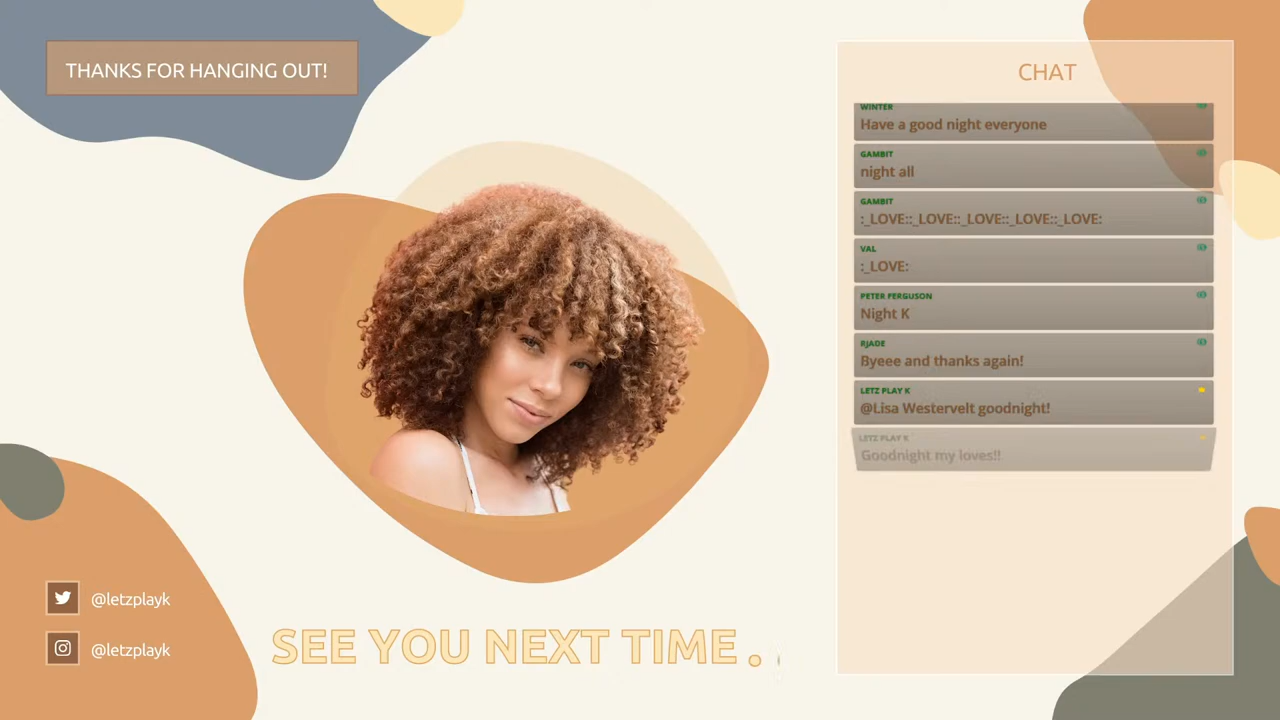 THANKS FOR HANGING OUT!
CHAT
WINTER
Have a good night everyone
GAMBIT
night all
GAMBIT
:_LOVE::_LOVE::_LOVE::_LOVE::_LOVE:
VAL
:_LOVE:
PETER FERGUSON
Night K
RJADE
Byeee and thanks again!
LETZ PLAY K
@Lisa Westervelt goodnight!
LETZ PLAY K
Goodnight my loves!!
@letzplayk
@letzplayk
SEE YOU NEXT TIME .